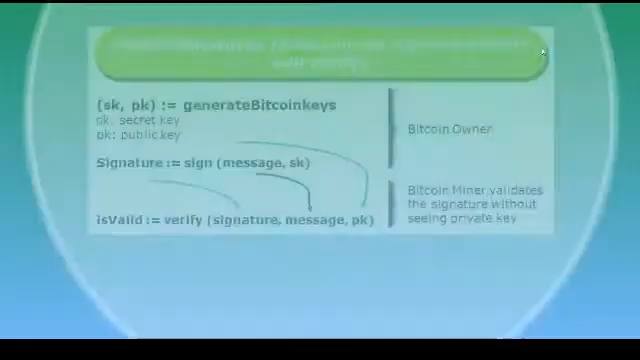 (sk, pk) := generateBitcoinkeys
sk: secret key
pk: public key
Signature := sign (message, sk)
isValid := verify (signature, message, pk)
Bitcoin Owner
Bitcoin Miner validates
the signature without
seeing private key